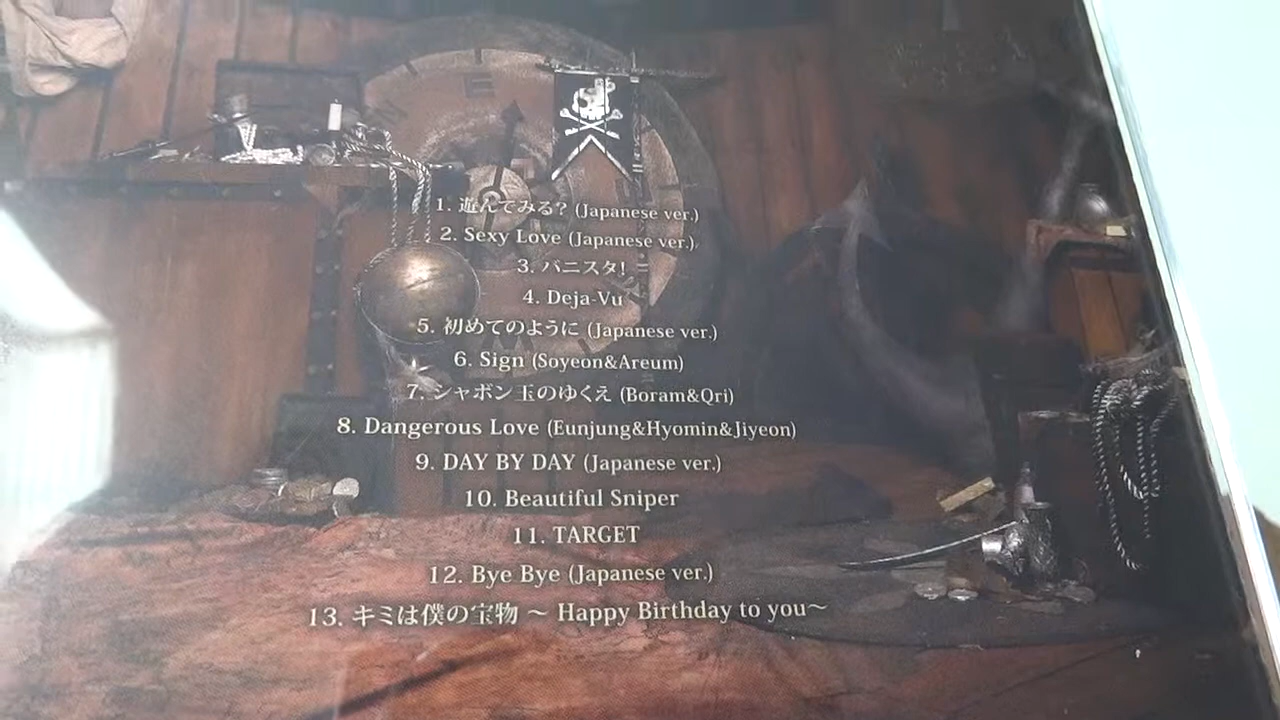 1. 遊んでみる? (Japanese ver.)
2. Sexy Love (Japanese ver.)
3. バニスタ!
4. Deja-Vu
5. 初めてのように (Japanese ver.)
6. Sign (Soyeon&Areum)
7. シャボン玉のゆくえ (Boram&Qri)
8. Dangerous Love (Eunjung&Hyomin&Jiyeon)
9. DAY BY DAY (Japanese ver.)
10. Beautiful Sniper
11. TARGET
12. Bye Bye (Japanese ver.)
13. キミは僕の宝物 ～ Happy Birthday to you～